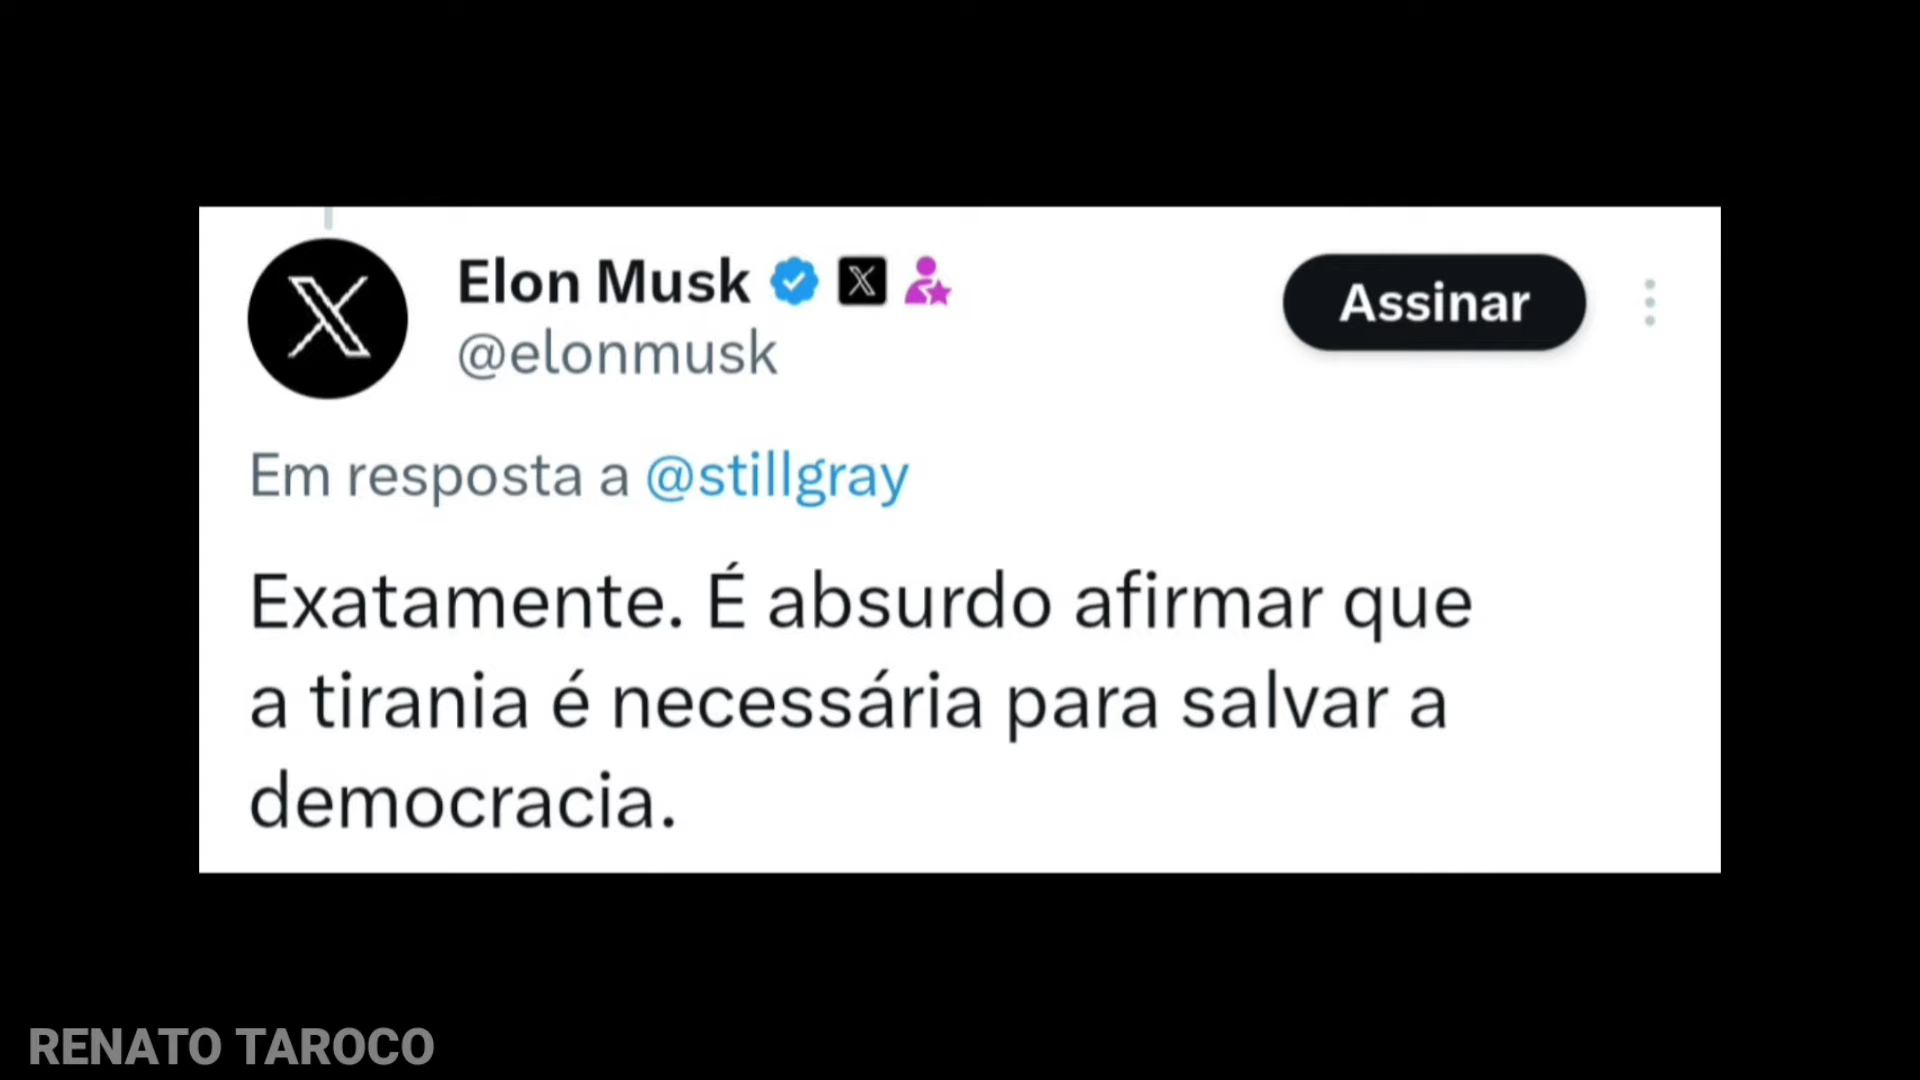 Elon Musk
@elonmusk
Assinar
Em resposta a @stillgray
Exatamente. É absurdo afirmar que
a tirania é necessária para salvar a
democracia.
RENATO TAROCO